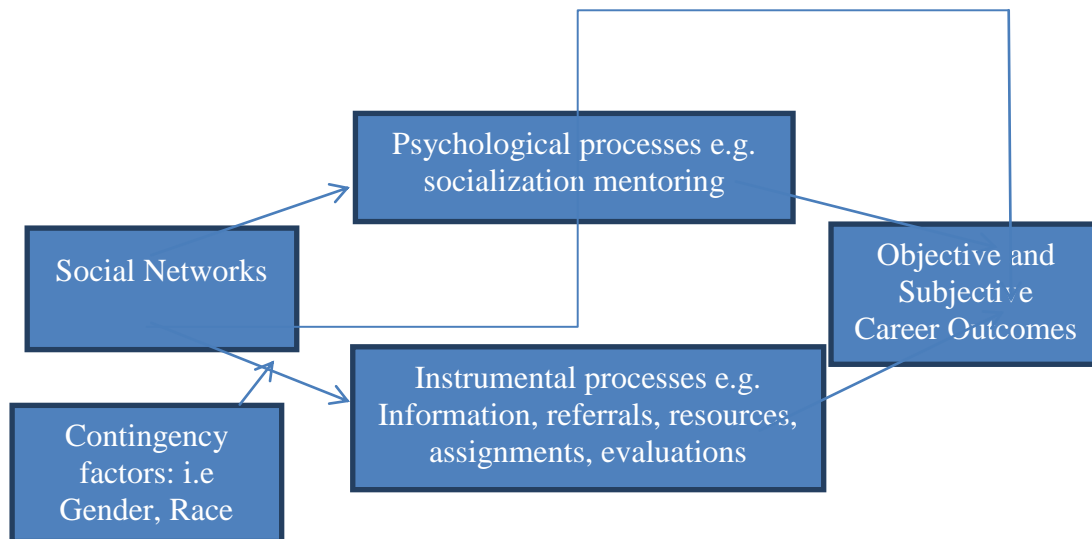 Psychological processes e.g.
socialization mentoring
Social Networks
Objective and
Subjective
Career Outcomes
Instrumental processes e.g.
Information, referrals, resources,
assignments, evaluations
Contingency
factors: i.e
Gender, Race